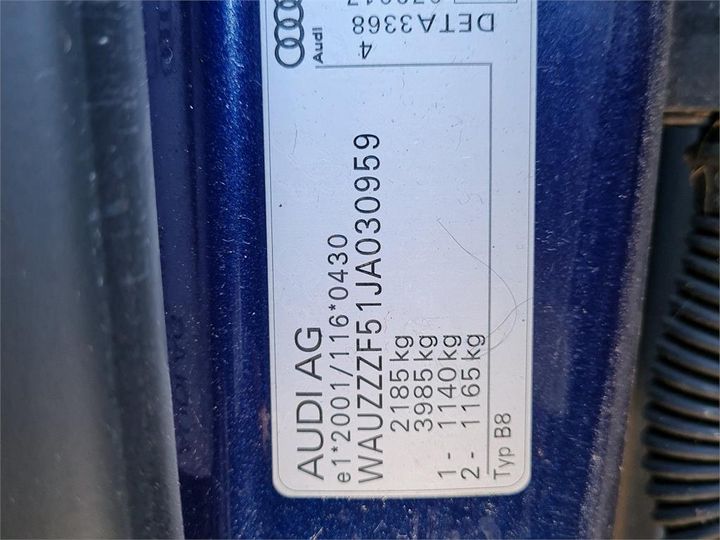 AUDI AG
e1*2001/116*0430
WAUZZZF51JA030959
2185 kg
3985 kg
1- 1140 kg
2- 1165 kg
Typ B8
Audi
DETA3368
4